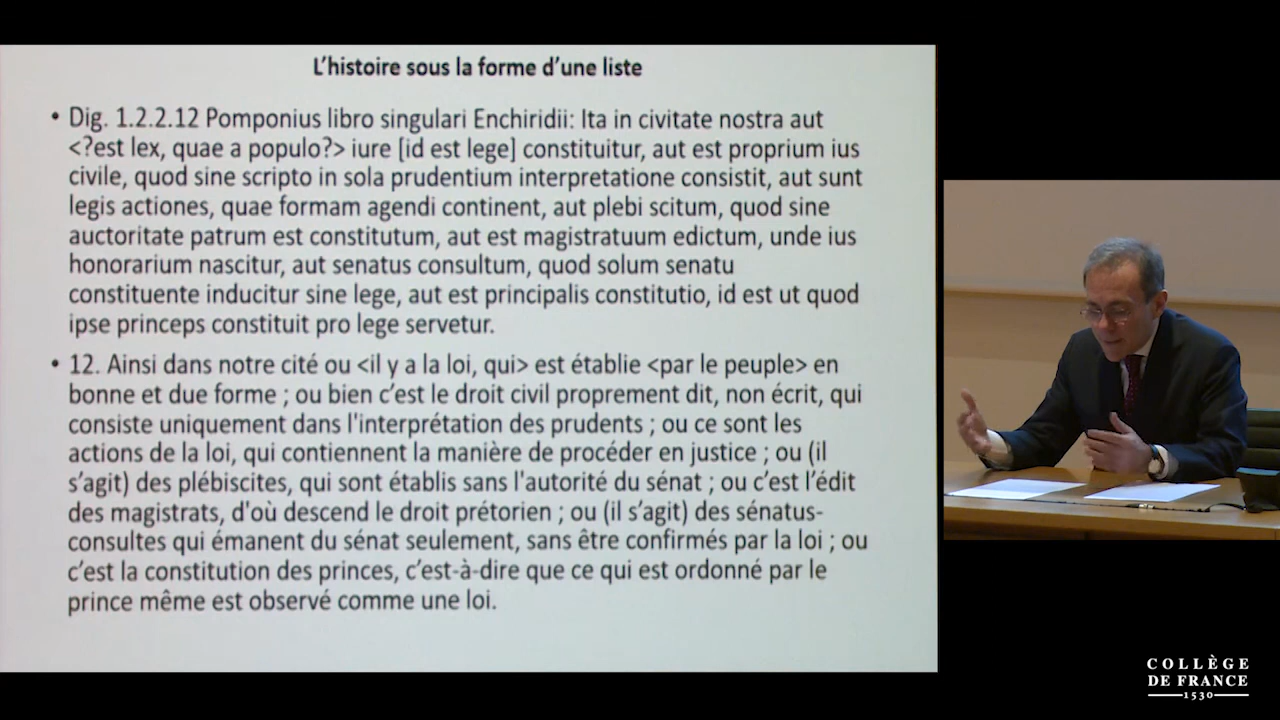 L'histoire sous la forme d'une liste
• Dig. 1.2.2.12 Pomponius libro singulari Enchiridii: Ita in civitate nostra aut
<?est lex, quae a populo?> iure [id est lege] constituitur, aut est proprium ius
civile, quod sine scripto in sola prudentium interpretatione consistit, aut sunt
legis actiones, quae formam agendi continent, aut plebi scitum, quod sine
auctoritate patrum est constitutum, aut est magistratuum edictum, unde ius
honorarium nascitur, aut senatus consultum, quod solum senatu
constituente inducitur sine lege, aut est principalis constitutio, id est ut quod
ipse princeps constituit pro lege servetur.
• 12. Ainsi dans notre cité ou <il y a la loi, qui> est établie <par le peuple> en
bonne et due forme ; ou bien c'est le droit civil proprement dit, non écrit, qui
consiste uniquement dans l'interprétation des prudents ; ou ce sont les
actions de la loi, qui contiennent la manière de procéder en justice ; ou (il
s'agit) des plébiscites, qui sont établis sans l'autorité du sénat ; ou c'est l'édit
des magistrats, d'où descend le droit prétorien ; ou (il s'agit) des sénatus-
consultes qui émanent du sénat seulement, sans être confirmés par la loi ; ou
c'est la constitution des princes, c'est-à-dire que ce qui est ordonné par le
prince même est observé comme une loi.
COLLÈGE
DE FRANCE
1530